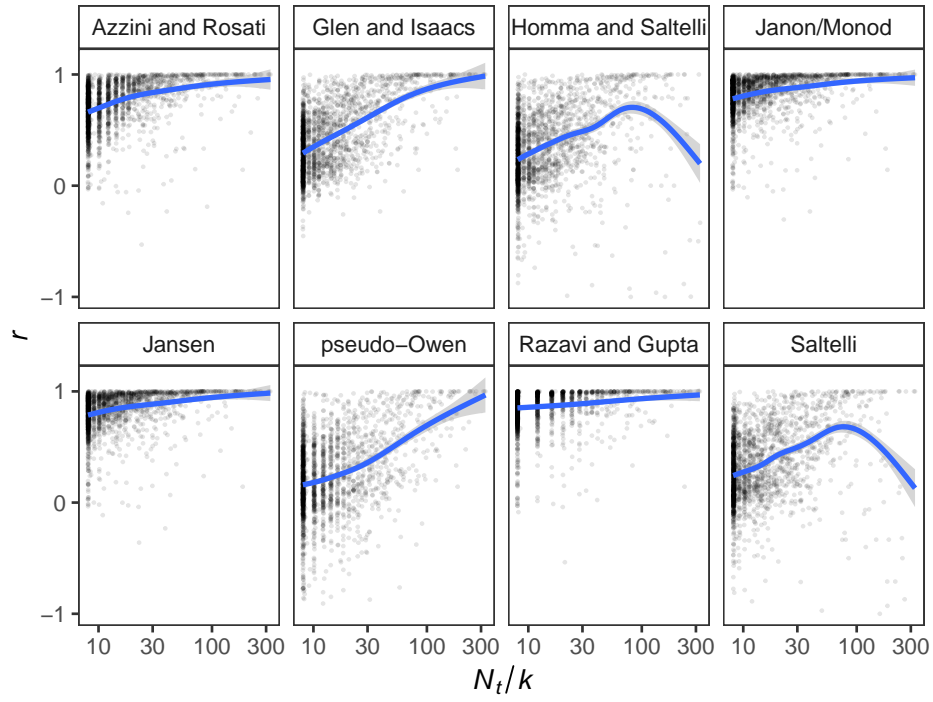 Azzini and Rosati Glen and Isaacs Homma and Saltelli Janon/Monod
1
0
−1
Jansen pseudo−Owen Razavi and Gupta Saltelli
1
0
−1
r
10 30 100 300 10 30 100 300 10 30 100 300 10 30 100 300
N_t/k